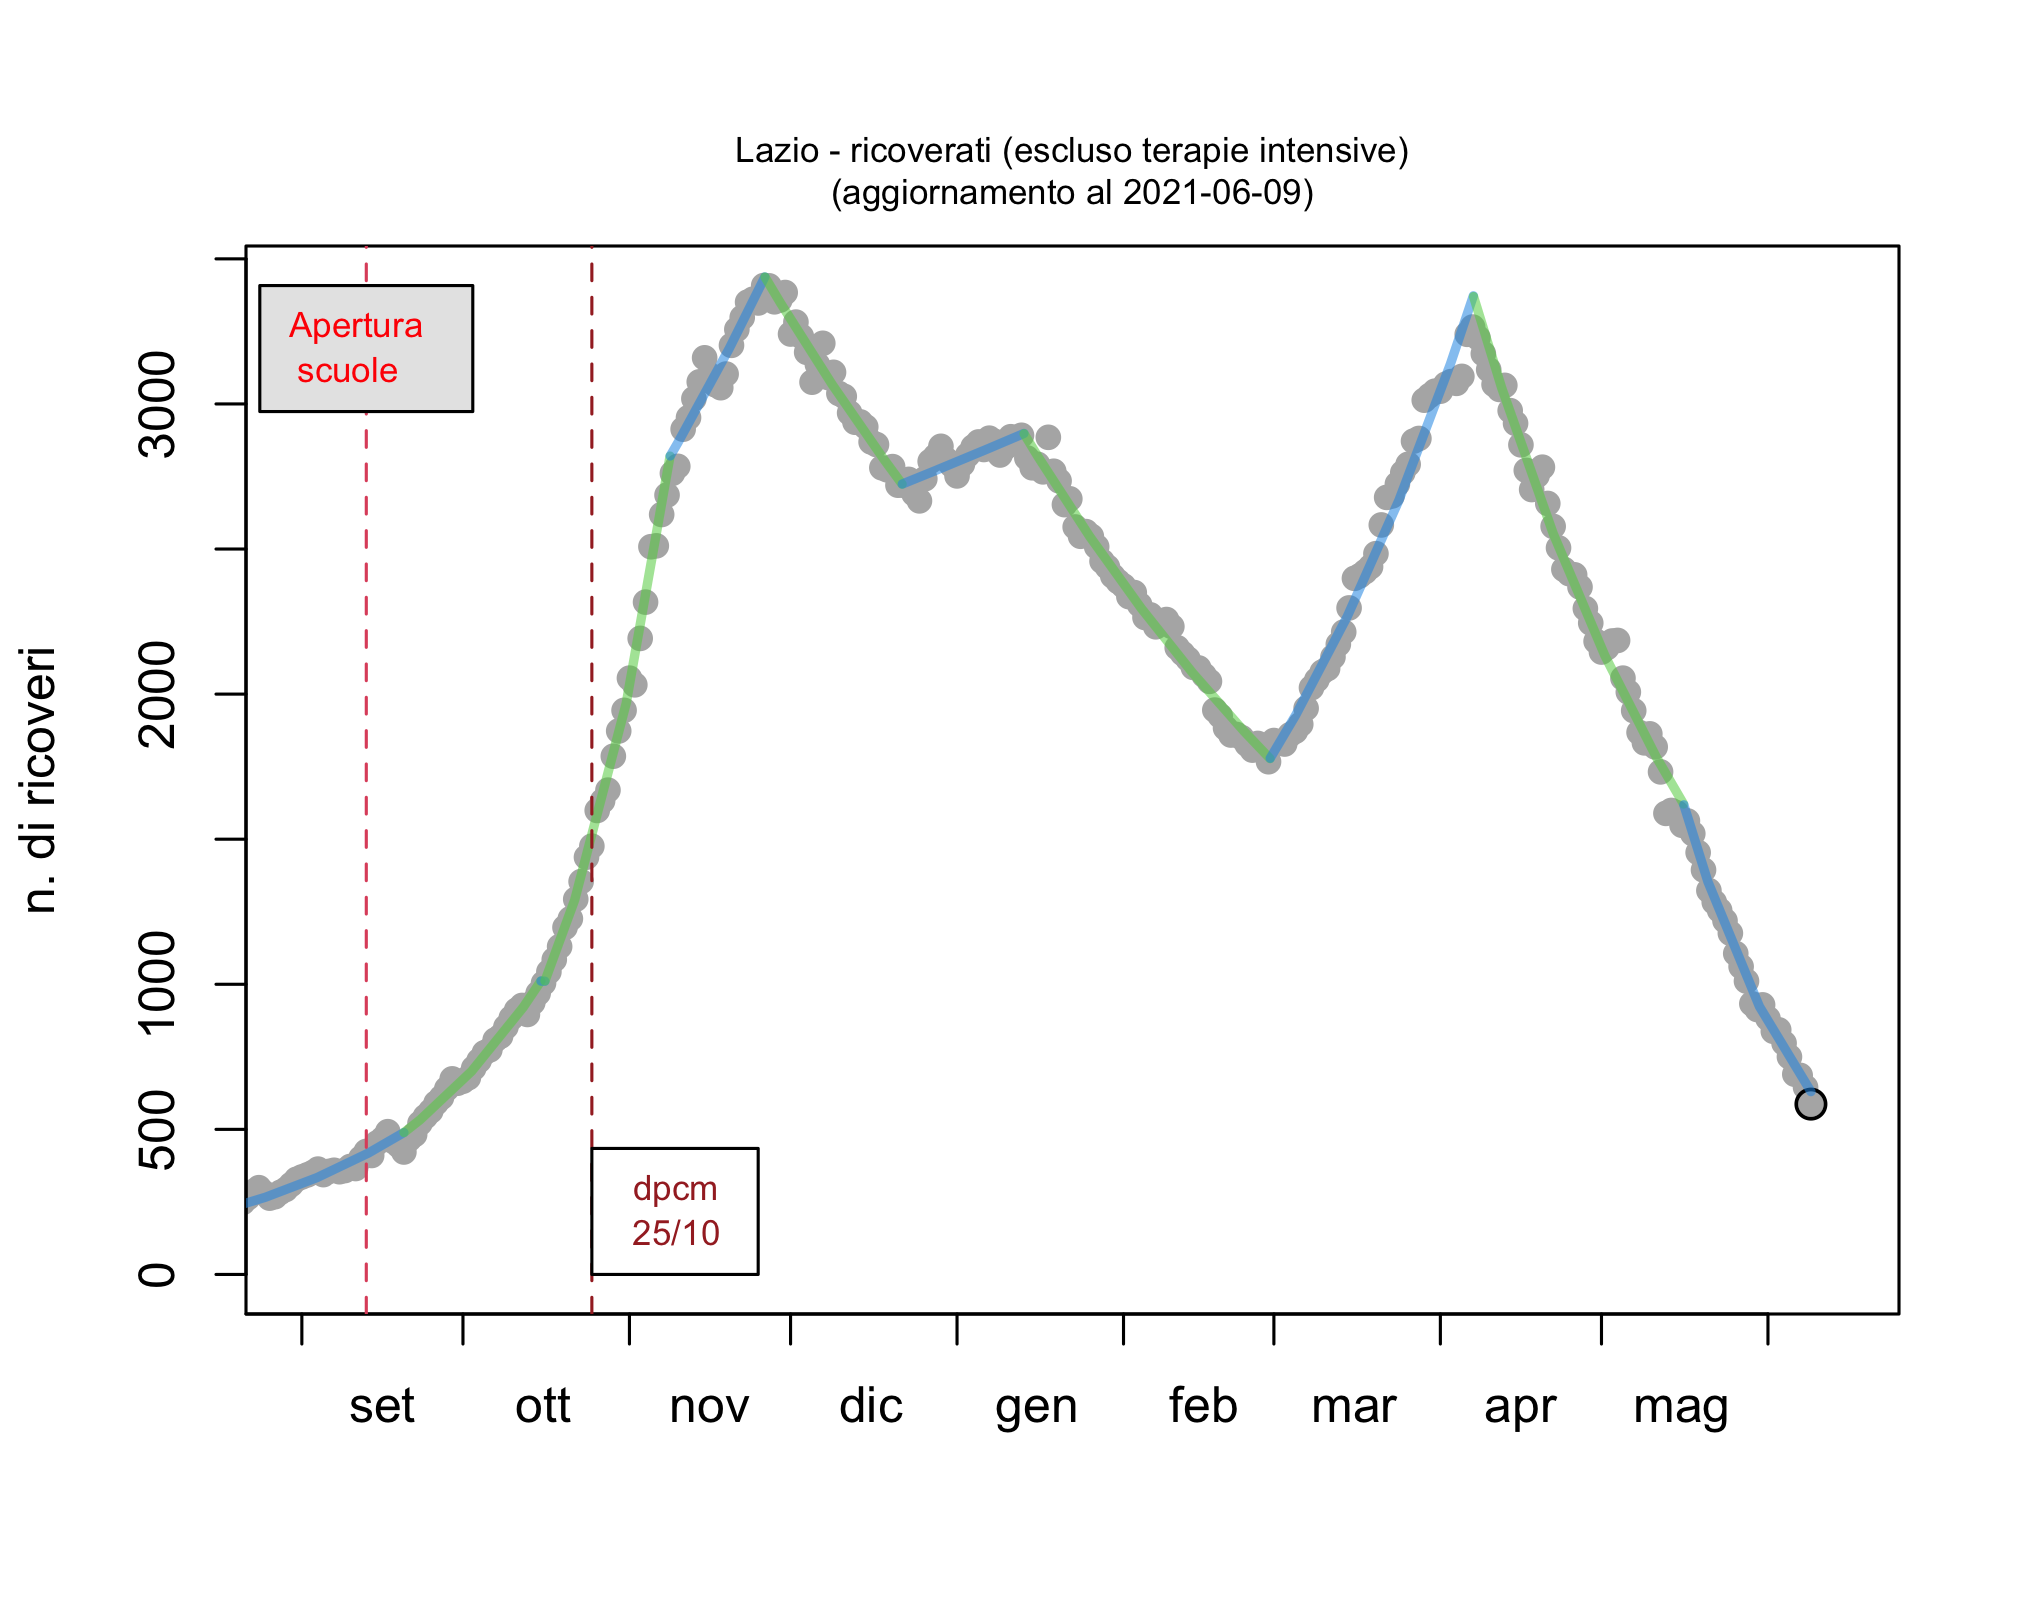 Lazio - ricoverati (escluso terapie intensive)
(aggiornamento al 2021-06-09)
Apertura
scuole
dpcm
25/10
n. di ricoveri
3000
2000
1000
500
0
set ott nov dic gen feb mar apr mag